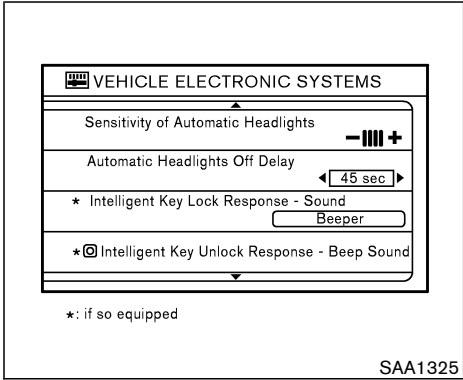 VEHICLE ELECTRONIC SYSTEMS
Sensitivity of Automatic Headlights
− +
Automatic Headlights Off Delay
45 sec
* Intelligent Key Lock Response - Sound
Beeper
* Intelligent Key Unlock Response - Beep Sound
*: if so equipped
SAA1325